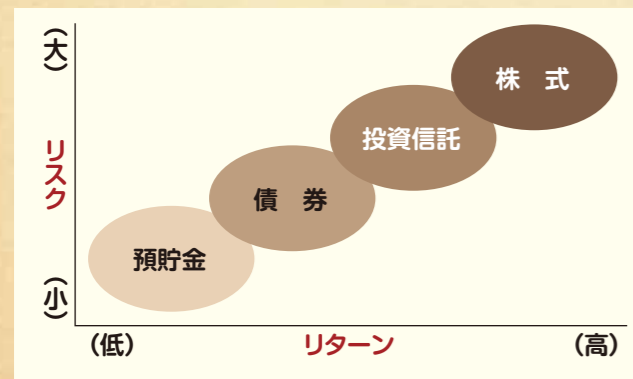 (大)
リスク
(小)
株 式
投資信託
債 券
預貯金
(低)
リターン
(高)